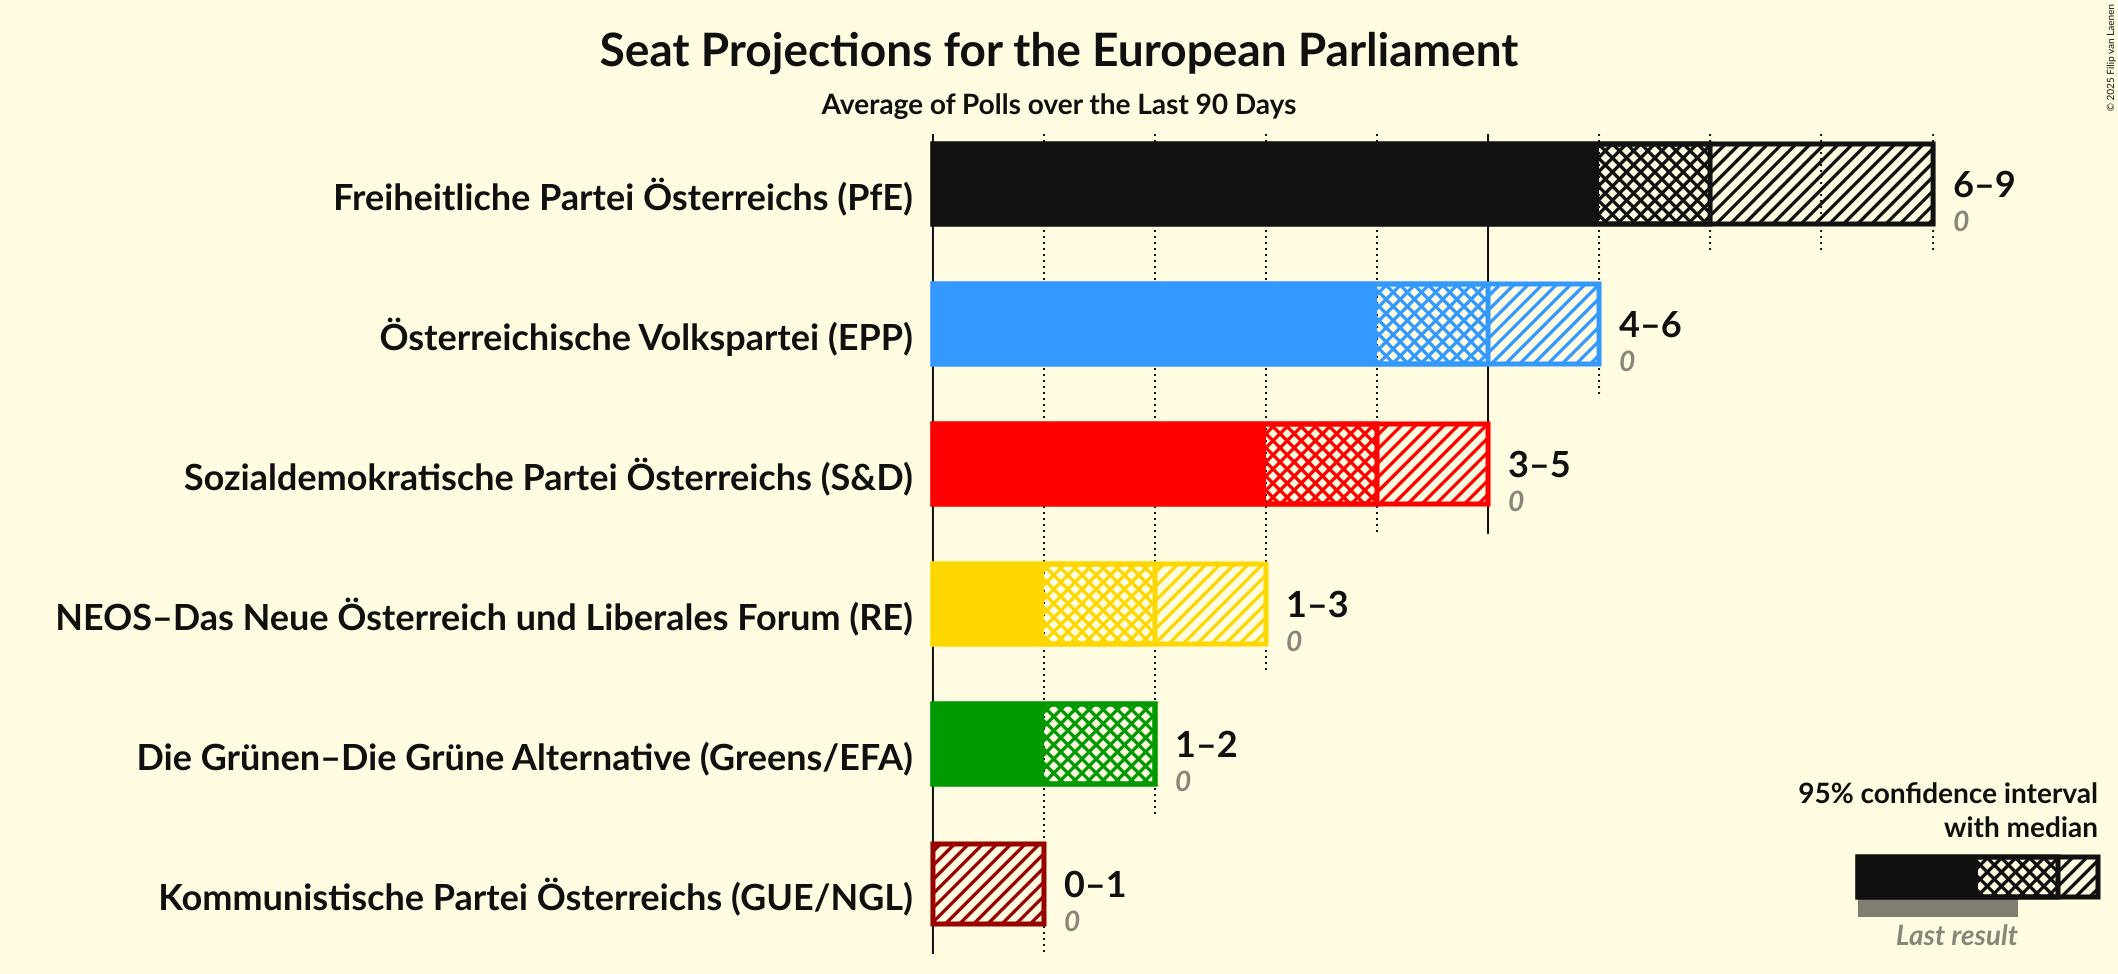 Seat Projections for the European Parliament
Average of Polls over the Last 90 Days
© 2025 Filip van Laenen
Freiheitliche Partei Österreichs (PfE)
6–9
0
Österreichische Volkspartei (EPP)
4–6
0
Sozialdemokratische Partei Österreichs (S&D)
3–5
0
NEOS–Das Neue Österreich und Liberales Forum (RE)
1–3
0
Die Grünen–Die Grüne Alternative (Greens/EFA)
1–2
0
Kommunistische Partei Österreichs (GUE/NGL)
0–1
0
95% confidence interval
with median
Last result